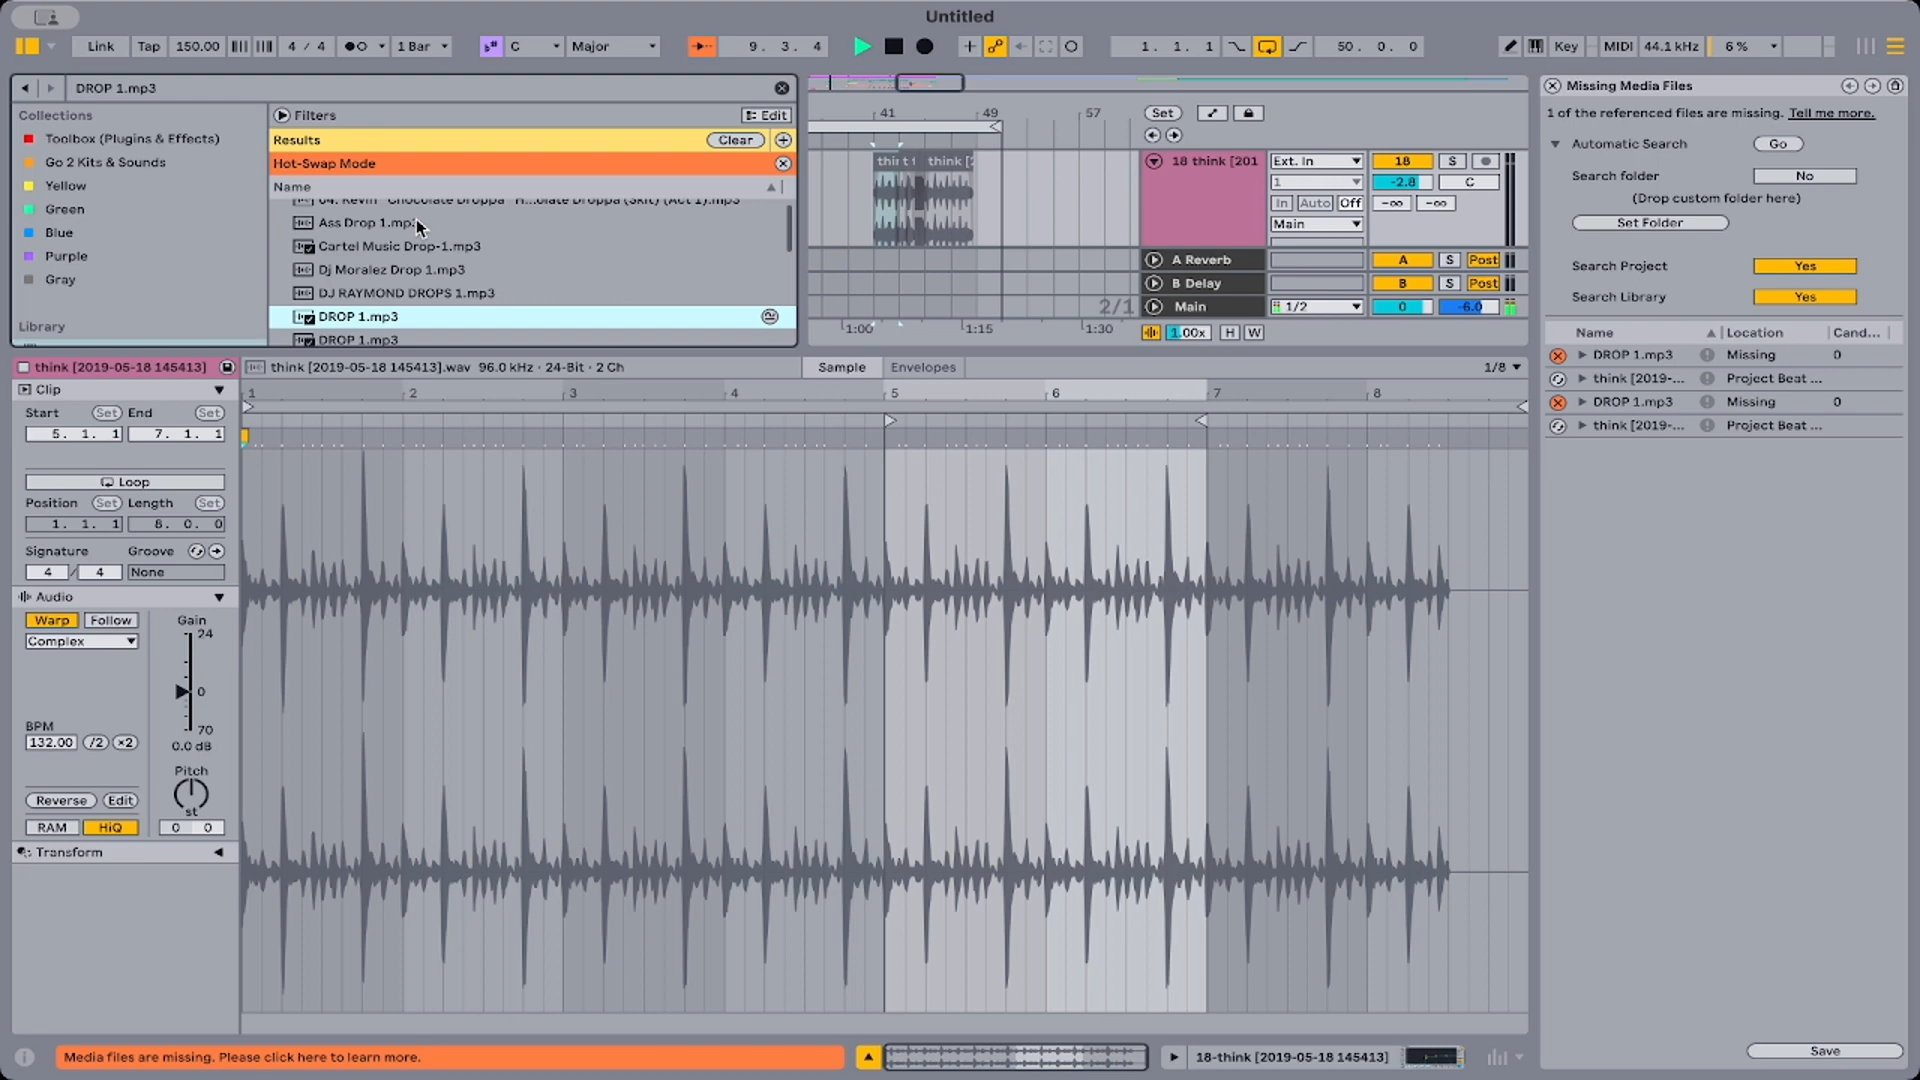 Untitled
Link Tap 150.00 4 / 4 1 Bar C Major 9. 3. 4 1. 1. 1 50. 0. 0 Key MIDI 44.1 kHz 6 %
DROP 1.mp3
Collections
Toolbox (Plugins & Effects)
Go 2 Kits & Sounds
Yellow
Green
Blue
Purple
Gray
Library
Filters Edit
Results Clear
Hot-Swap Mode
Name
Ass Drop 1.mp3
Cartel Music Drop-1.mp3
Dj Moralez Drop 1.mp3
DJ RAYMOND DROPS 1.mp3
DROP 1.mp3
DROP 1.mp3
41 49 57
think [2
2/1
1:00 1:15 1:30
Set
18 think [201 Ext. In 18 S
1 -2.8 C
In Auto Off -∞ -∞
Main
A Reverb A S Post
B Delay B S Post
Main 1/2 0 -6.0
1.00x H W
Missing Media Files
1 of the referenced files are missing. Tell me more.
Automatic Search Go
Search folder No
(Drop custom folder here)
Set Folder
Search Project Yes
Search Library Yes
Name Location Cand...
DROP 1.mp3 Missing 0
think [2019-... Project Beat ...
DROP 1.mp3 Missing 0
think [2019-... Project Beat ...
Save
think [2019-05-18 145413]
think [2019-05-18 145413].wav 96.0 kHz · 24-Bit · 2 Ch Sample Envelopes 1/8
1 2 3 4 5 6 7 8
Clip
Start Set End Set
5. 1. 1 7. 1. 1
Loop
Position Set Length Set
1. 1. 1 8. 0. 0
Signature Groove
4 / 4 None
Audio
Warp Follow Gain
24
Complex
0
BPM 70
132.00 /2 ×2 0.0 dB
Pitch
Reverse Edit st
RAM HiQ 0 0
Transform
Media files are missing. Please click here to learn more.
18-think [2019-05-18 145413]